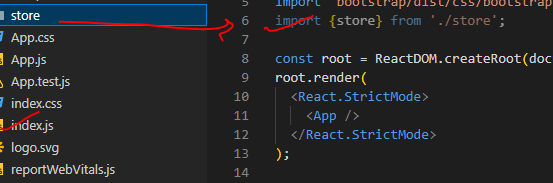 store
App.css
App.js
App.test.js
index.css
index.js
logo.svg
reportWebVitals.js
5 import 'bootstrap/dist/css/bootstrap
6 import {store} from './store';
7
8 const root = ReactDOM.createRoot(doc
9 root.render(
10 <React.StrictMode>
11 <App />
12 </React.StrictMode>
13 );
14